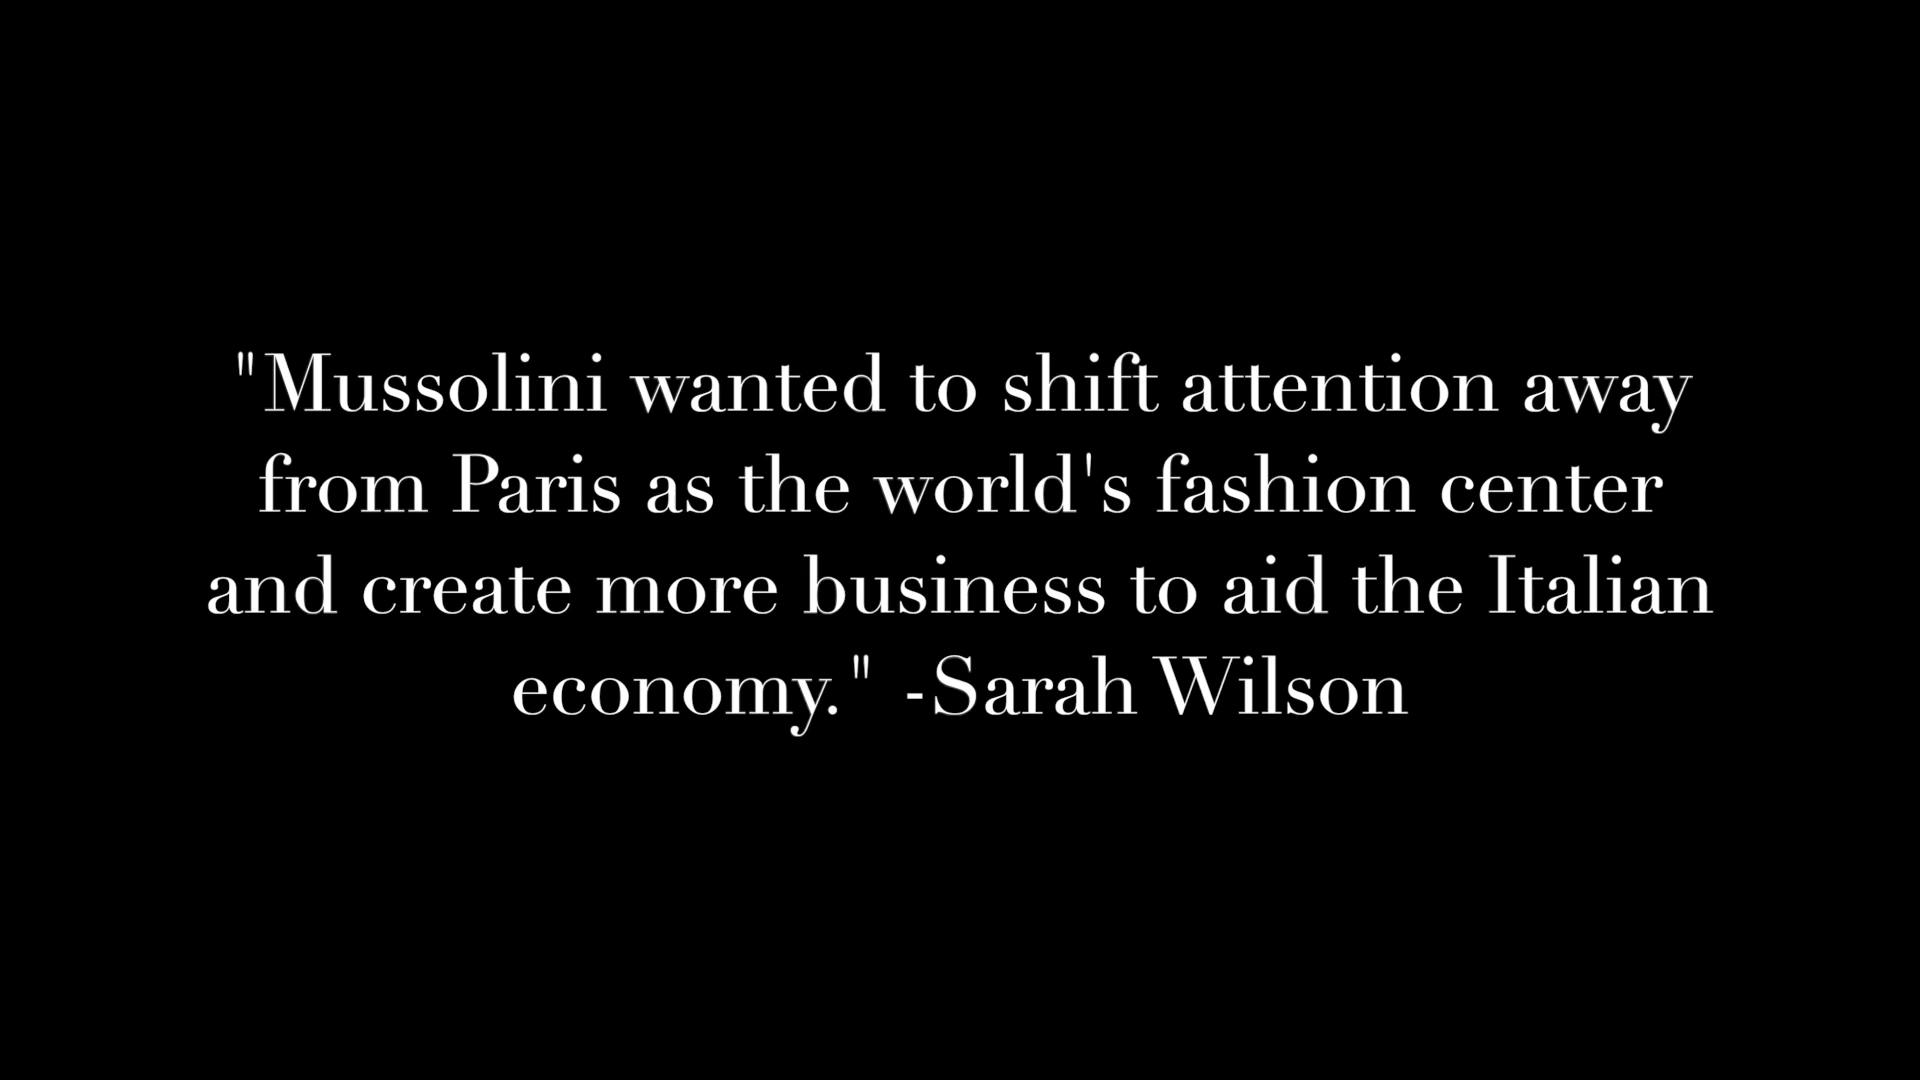 "Mussolini wanted to shift attention away
from Paris as the world's fashion center
and create more business to aid the Italian
economy." -Sarah Wilson